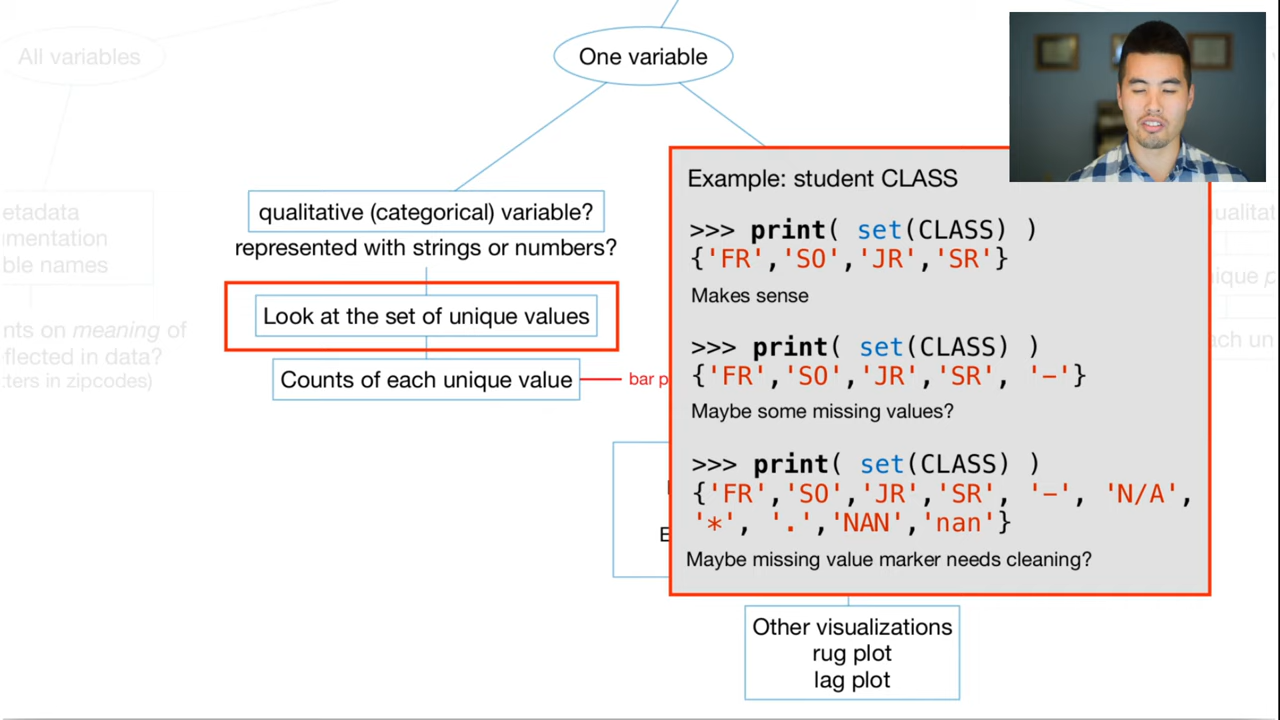 All variables
One variable
Example: student CLASS
>>> print( set(CLASS) )
{'FR','SO','JR','SR'}
Makes sense
>>> print( set(CLASS) )
{'FR','SO','JR','SR', '-'}
Maybe some missing values?
>>> print( set(CLASS) )
{'FR','SO','JR','SR', '-', 'N/A',
'*', '.','NAN','nan'}
Maybe missing value marker needs cleaning?
qualitative (categorical) variable?
represented with strings or numbers?
Look at the set of unique values
Counts of each unique value
bar p
etadata
mentation
ble names
nts on meaning of
flected in data?
ters in zipcodes)
ualitat
ique p
ach un
E
Other visualizations
rug plot
lag plot